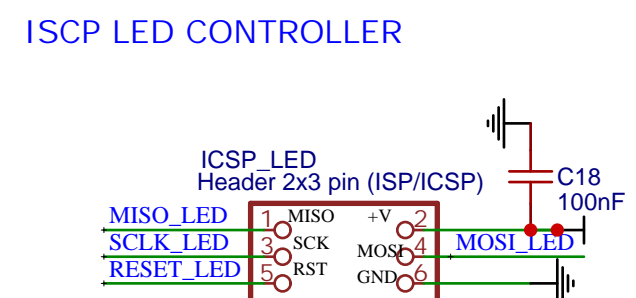 ISCP LED CONTROLLER
ICSP_LED
Header 2x3 pin (ISP/ICSP)
C18
100nF
MISO_LED 1 MISO +V 2
SCLK_LED 3 SCK MOSI 4 MOSI_LED
RESET_LED 5 RST GND 6